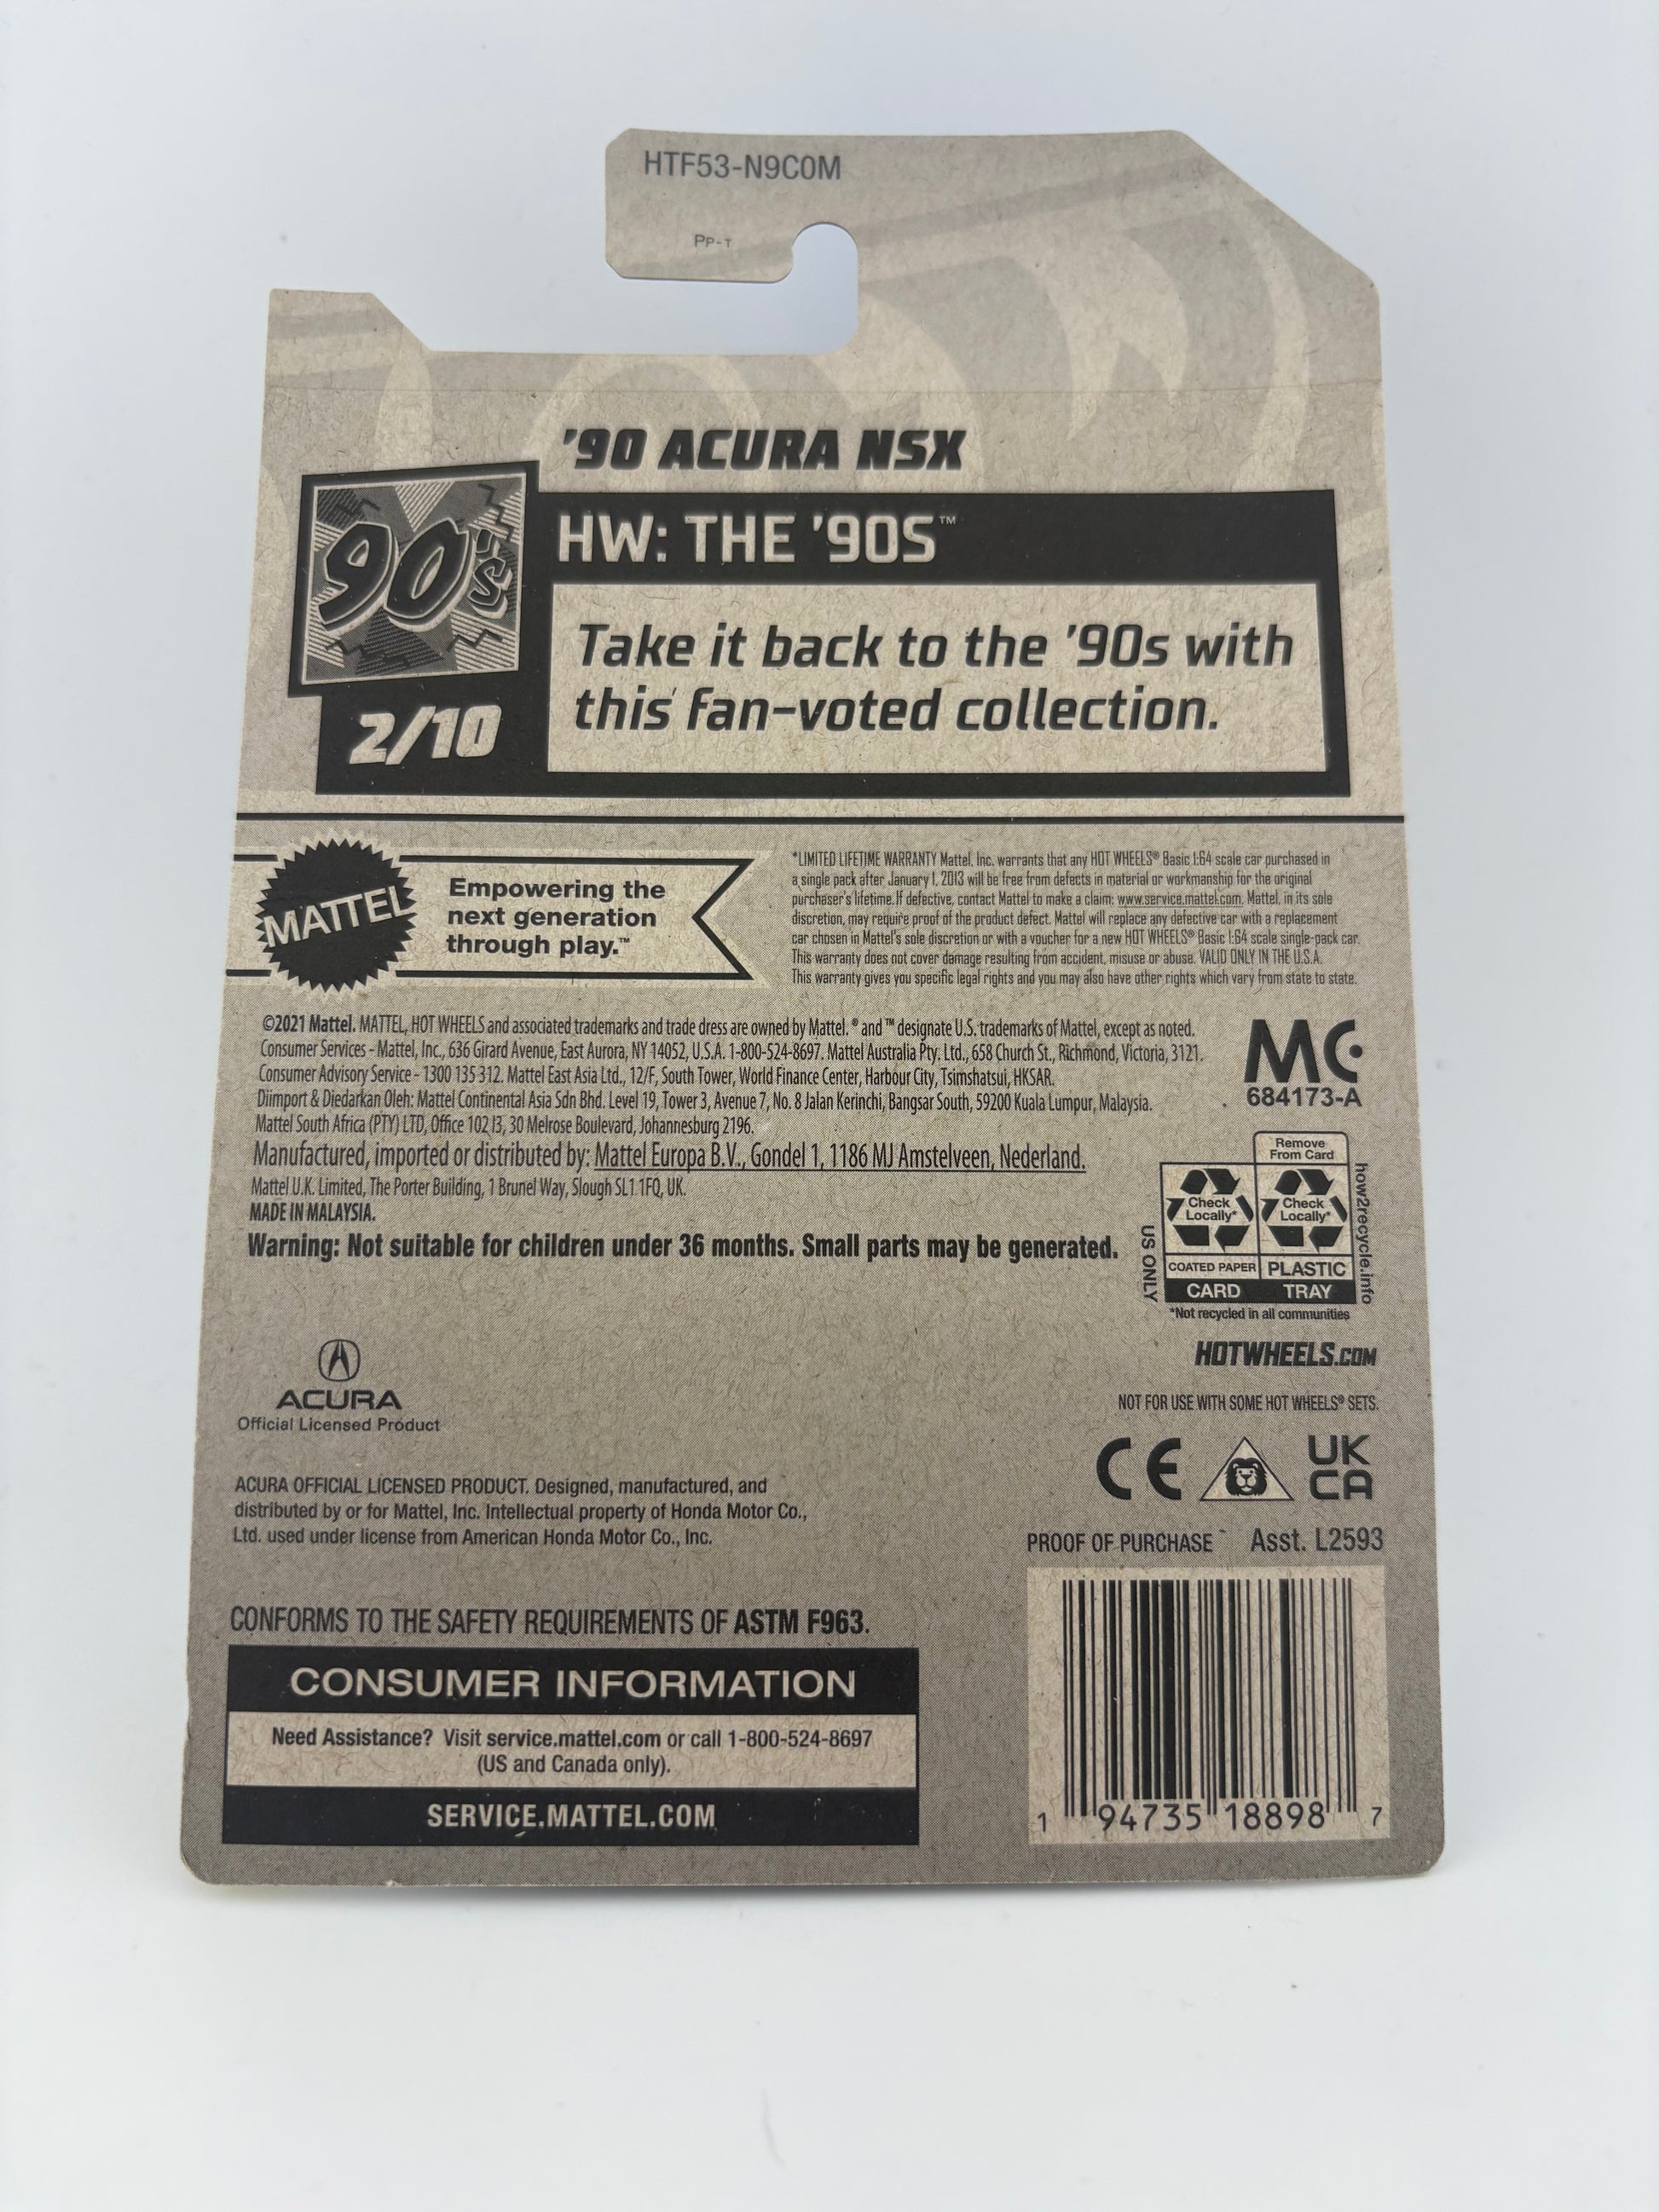 HTF53-N9C0M
PP-T
'90 ACURA NSX
90's
HW: THE '90S™
Take it back to the '90s with
this fan-voted collection.
2/10
MATTEL
Empowering the
next generation
through play.™
*LIMITED LIFETIME WARRANTY Mattel, Inc. warrants that any HOT WHEELS® Basic 1:64 scale car purchased in
a single pack after January 1, 2013 will be free from defects in material or workmanship for the original
purchaser's lifetime. If defective, contact Mattel to make a claim: www.service.mattel.com. Mattel, in its sole
discretion, may require proof of the product defect. Mattel will replace any defective car with a replacement
car chosen in Mattel's sole discretion or with a voucher for a new HOT WHEELS® Basic 1:64 scale single-pack car.
This warranty does not cover damage resulting from accident, misuse or abuse. VALID ONLY IN THE U.S.A.
This warranty gives you specific legal rights and you may also have other rights which vary from state to state.
©2021 Mattel. MATTEL, HOT WHEELS and associated trademarks and trade dress are owned by Mattel. ® and ™ designate U.S. trademarks of Mattel, except as noted.
Consumer Services - Mattel, Inc., 636 Girard Avenue, East Aurora, NY 14052, U.S.A. 1-800-524-8697. Mattel Australia Pty. Ltd., 658 Church St., Richmond, Victoria, 3121.
Consumer Advisory Service - 1300 135 312. Mattel East Asia Ltd., 12/F, South Tower, World Finance Center, Harbour City, Tsimshatsui, HKSAR.
Diimport & Diedarkan Oleh: Mattel Continental Asia Sdn Bhd. Level 19, Tower 3, Avenue 7, No. 8 Jalan Kerinchi, Bangsar South, 59200 Kuala Lumpur, Malaysia.
Mattel South Africa (PTY) LTD, Office 102 I3, 30 Melrose Boulevard, Johannesburg 2196.
Manufactured, imported or distributed by: Mattel Europa B.V., Gondel 1, 1186 MJ Amstelveen, Nederland.
Mattel U.K. Limited, The Porter Building, 1 Brunel Way, Slough SL1 1FQ, UK.
MADE IN MALAYSIA.
Warning: Not suitable for children under 36 months. Small parts may be generated.
MC
684173-A
Remove
From Card
Check
Locally*
Check
Locally*
COATED PAPER
PLASTIC
CARD
TRAY
US ONLY
how2recycle.info
*Not recycled in all communities
HOTWHEELS.COM
NOT FOR USE WITH SOME HOT WHEELS® SETS.
CE
UK
CA
ACURA
Official Licensed Product
ACURA OFFICIAL LICENSED PRODUCT. Designed, manufactured, and
distributed by or for Mattel, Inc. Intellectual property of Honda Motor Co.,
Ltd. used under license from American Honda Motor Co., Inc.
PROOF OF PURCHASE
Asst. L2593
CONFORMS TO THE SAFETY REQUIREMENTS OF ASTM F963.
CONSUMER INFORMATION
Need Assistance? Visit service.mattel.com or call 1-800-524-8697
(US and Canada only).
SERVICE.MATTEL.COM
1 94735 18898 7